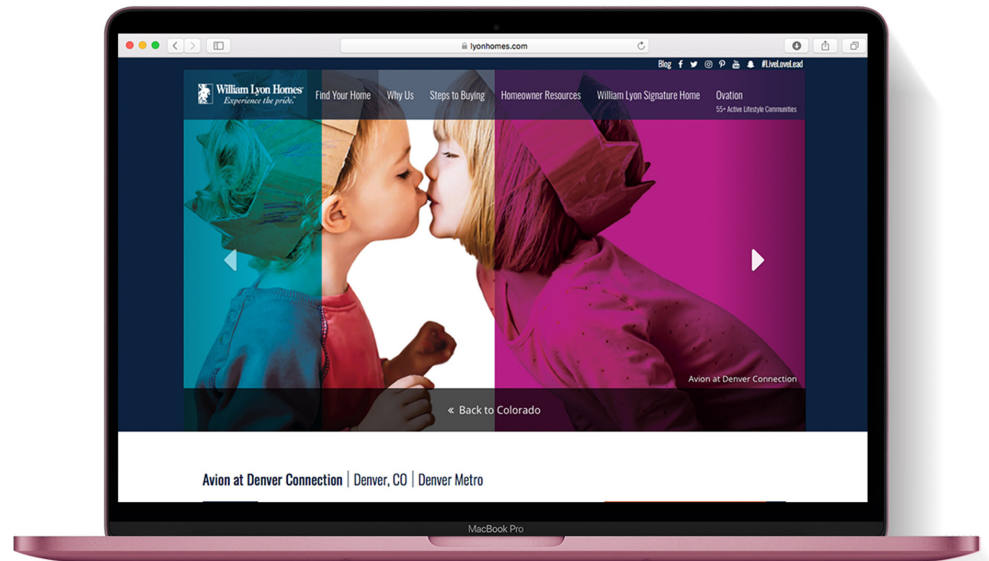 lyonhomes.com
Blog #LiveLoveLead
William Lyon Homes®
Experience the pride.®
Find Your Home Why Us Steps to Buying Homeowner Resources William Lyon Signature Home Ovation
55+ Active Lifestyle Communities
Avion at Denver Connection
« Back to Colorado
Avion at Denver Connection | Denver, CO | Denver Metro
MacBook Pro